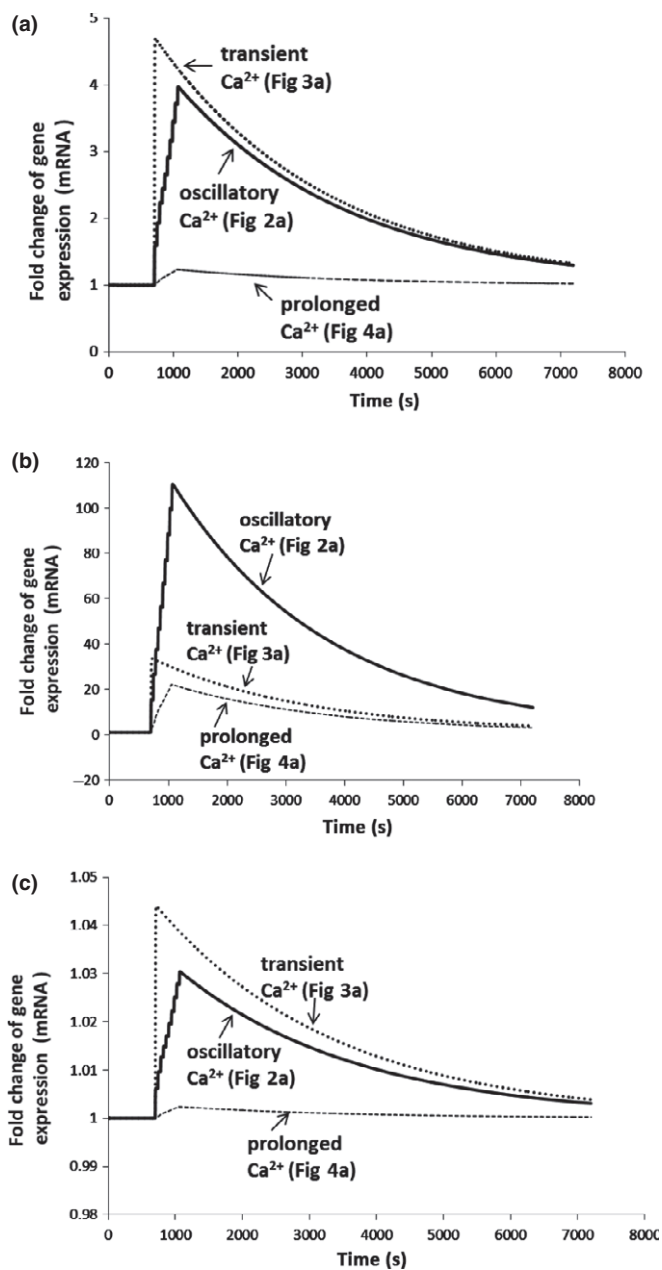 (a)
5
4
3
2
1
0
Fold change of gene
expression (mRNA)
transient
Ca²⁺ (Fig 3a)
oscillatory
Ca²⁺ (Fig 2a)
prolonged
Ca²⁺ (Fig 4a)
0 1000 2000 3000 4000 5000 6000 7000 8000
Time (s)
(b)
120
100
80
60
40
20
0
−20
Fold change of gene
expression (mRNA )
oscillatory
Ca²⁺ (Fig 2a)
transient
Ca²⁺ (Fig 3a)
prolonged
Ca²⁺ (Fig 4a)
0 1000 2000 3000 4000 5000 6000 7000 8000
Time (s)
(c)
1.05
1.04
1.03
1.02
1.01
1
0.99
0.98
Fold change of gene
expression (mRNA )
transient
Ca²⁺ (Fig 3a)
oscillatory
Ca²⁺ (Fig 2a)
prolonged
Ca²⁺ (Fig 4a)
0 1000 2000 3000 4000 5000 6000 7000 8000
Time (s)